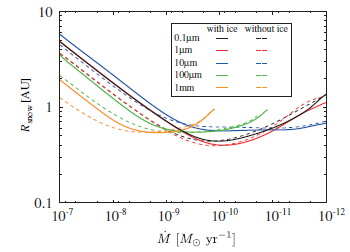 10
with ice without ice
0.1μm
1μm
10μm
100μm
1mm
R_snow [AU]
1
0.1
10^-7 10^-8 10^-9 10^-10 10^-11 10^-12
Ṁ [M_⊙ yr^-1]